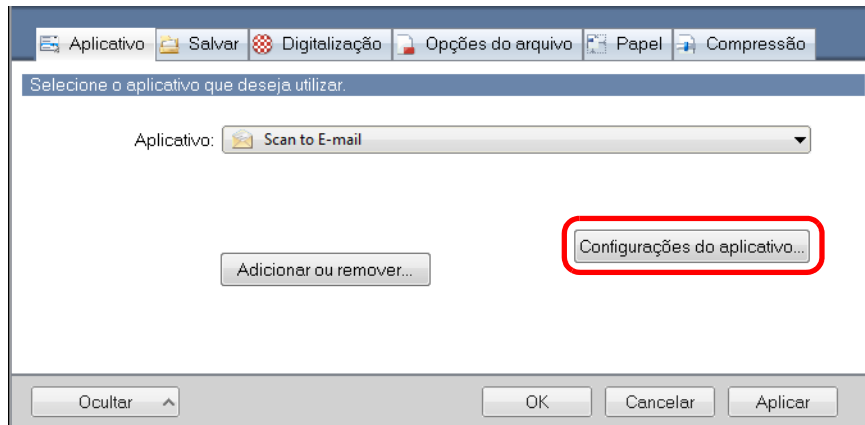 Aplicativo Salvar Digitalização Opções do arquivo Papel Compressão
Selecione o aplicativo que deseja utilizar.
Aplicativo: Scan to E-mail
Configurações do aplicativo...
Adicionar ou remover...
Ocultar OK Cancelar Aplicar